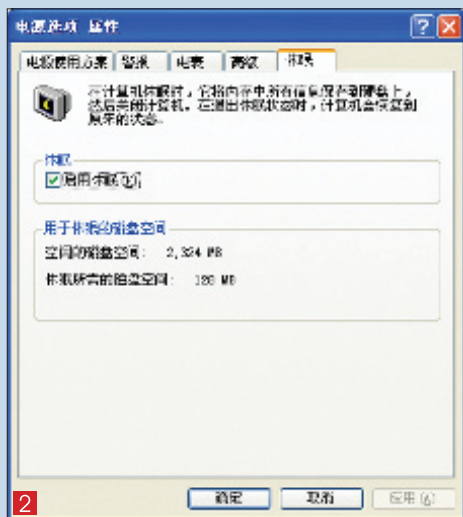 电源选项 属性
电源使用方案 警报 电表 高级 休眠
在计算机休眠时，它将内存中所有信息保存到硬盘上，
然后关闭计算机。在退出休眠状态时，计算机会恢复到
原来的状态。
休眠
启用休眠(H)
用于休眠的磁盘空间
空闲的磁盘空间： 2,324 MB
休眠所需的磁盘空间： 128 MB
确定 取消 应用(A)
2